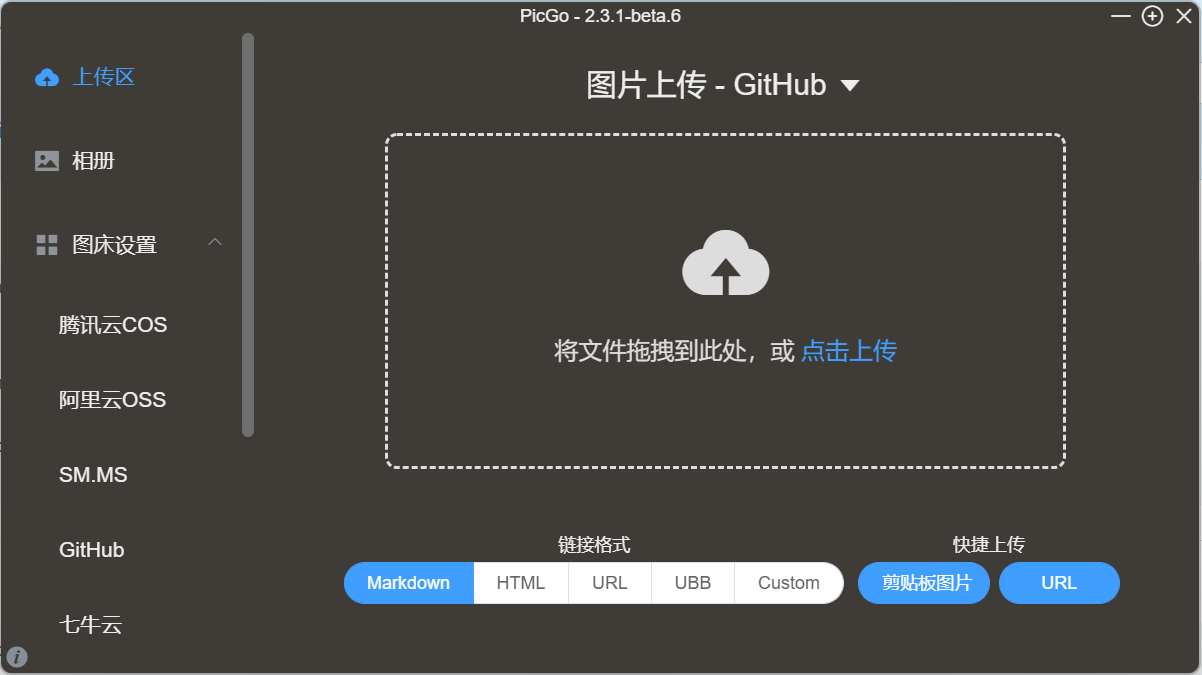 PicGo - 2.3.1-beta.6
上传区
相册
图床设置
腾讯云COS
阿里云OSS
SM.MS
GitHub
七牛云
图片上传 - GitHub
将文件拖拽到此处，或 点击上传
链接格式
Markdown HTML URL UBB Custom
快捷上传
剪贴板图片 URL